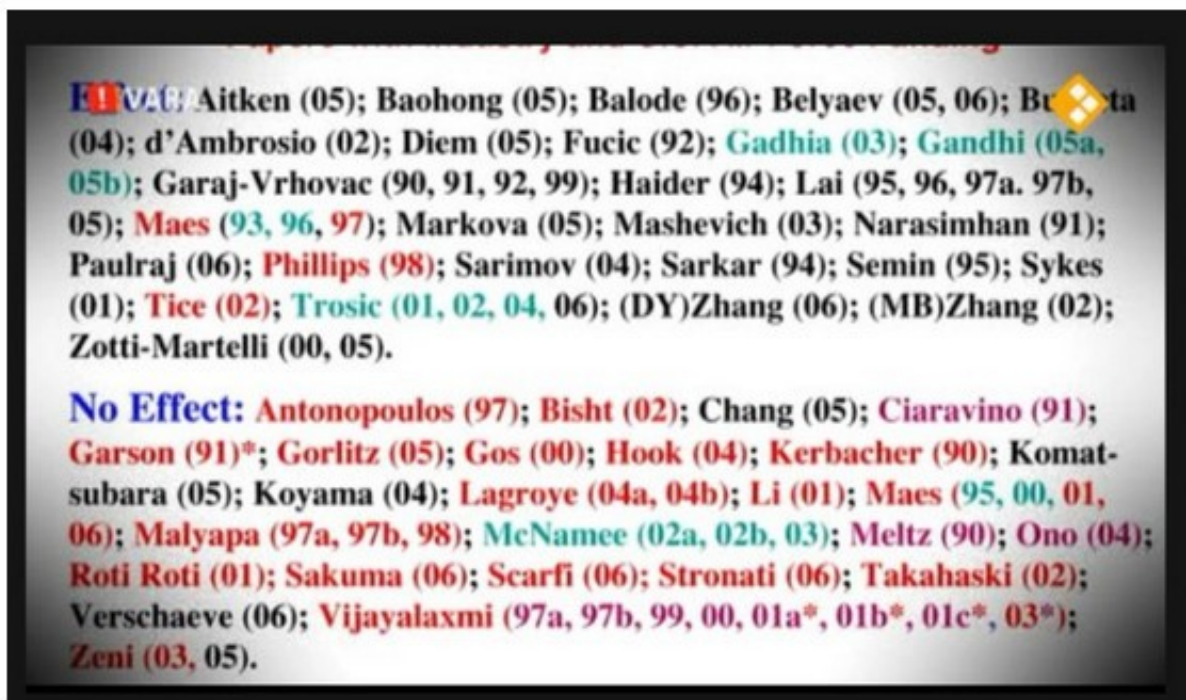 Aitken (05); Baohong (05); Balode (96); Belyaev (05, 06);
(04); d'Ambrosio (02); Diem (05); Fucic (92); Gadhia (03); Gandhi (05a,
05b); Garaj-Vrhovac (90, 91, 92, 99); Haider (94); Lai (95, 96, 97a. 97b,
05); Maes (93, 96, 97); Markova (05); Mashevich (03); Narasimhan (91);
Paulraj (06); Phillips (98); Sarimov (04); Sarkar (94); Semin (95); Sykes
(01); Tice (02); Trosic (01, 02, 04, 06); (DY)Zhang (06); (MB)Zhang (02);
Zotti-Martelli (00, 05).
No Effect: Antonopoulos (97); Bisht (02); Chang (05); Ciaravino (91);
Garson (91)*; Gorlitz (05); Gos (00); Hook (04); Kerbacher (90); Komat-
subara (05); Koyama (04); Lagroye (04a, 04b); Li (01); Maes (95, 00, 01,
06); Malyapa (97a, 97b, 98); McNamee (02a, 02b, 03); Meltz (90); Ono (04);
Roti Roti (01); Sakuma (06); Scarfi (06); Stronati (06); Takahaski (02);
Verschaeve (06); Vijayalaxmi (97a, 97b, 99, 00, 01a*, 01b*, 01c*, 03*);
Zeni (03, 05).